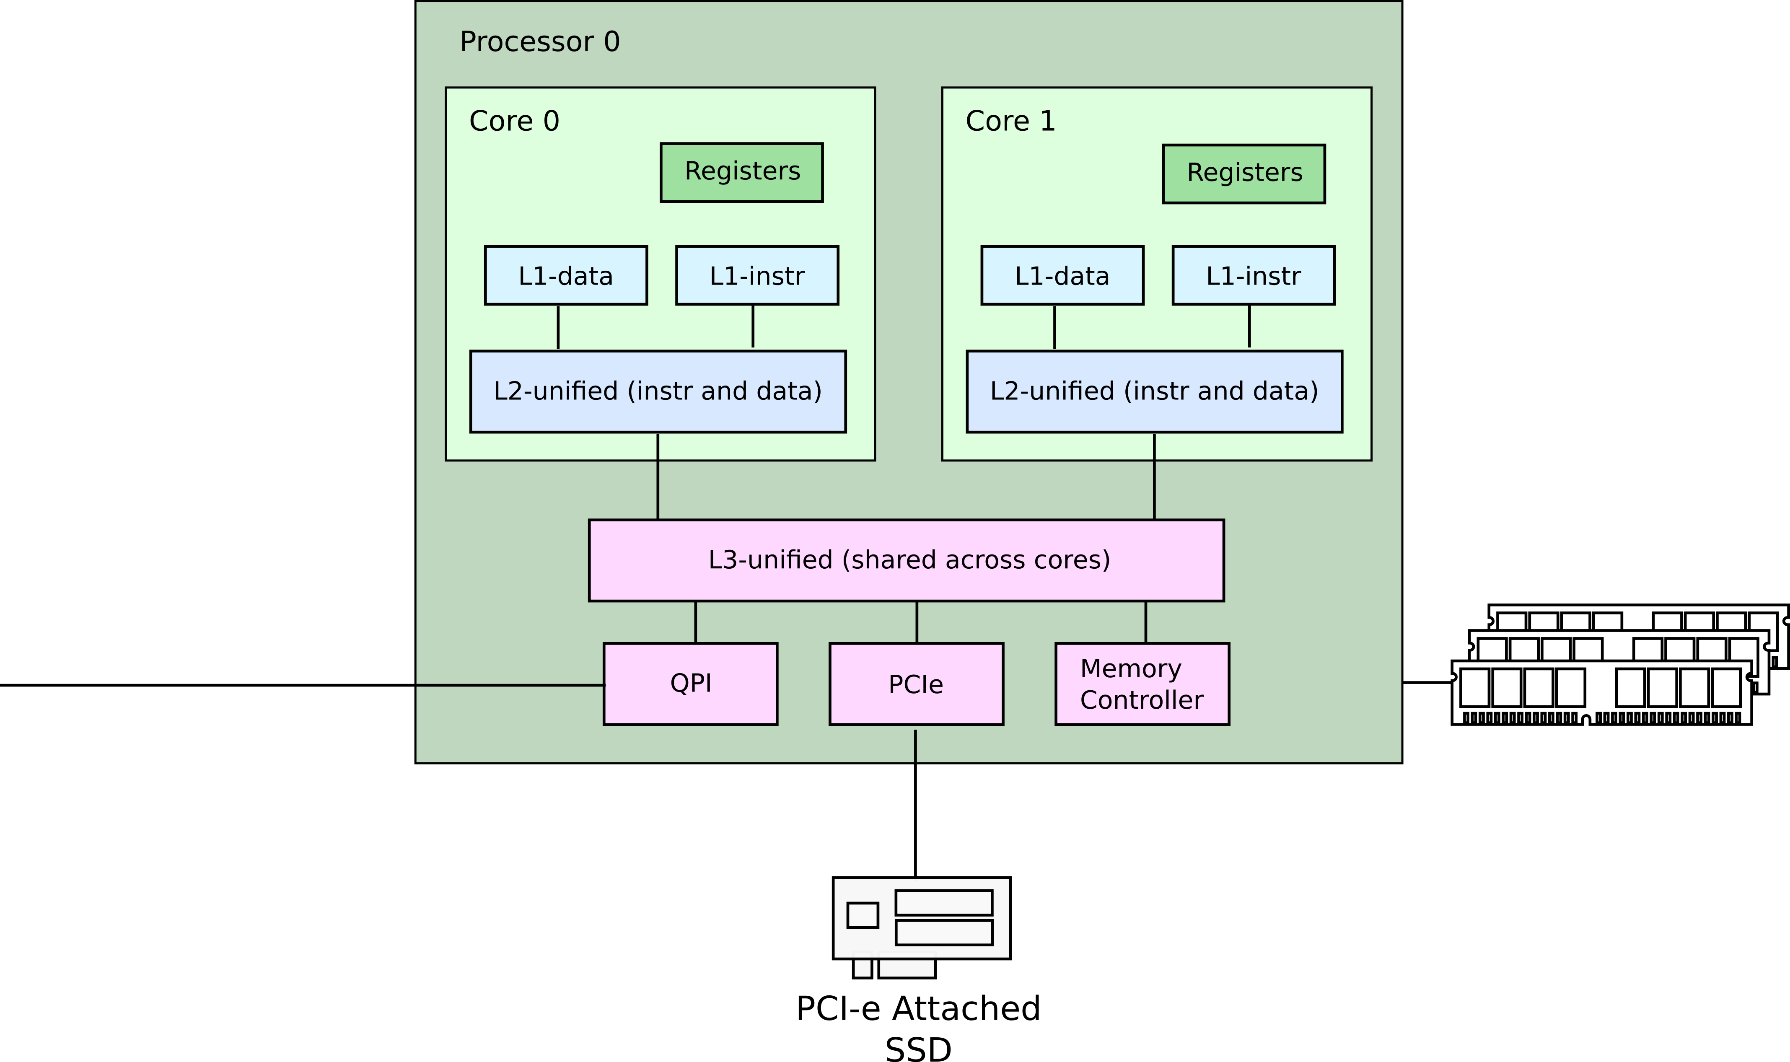 Processor 0
Core 0
Registers
L1-data
L1-instr
L2-unified (instr and data)
Core 1
Registers
L1-data
L1-instr
L2-unified (instr and data)
L3-unified (shared across cores)
QPI
PCIe
Memory
Controller
PCI-e Attached
SSD